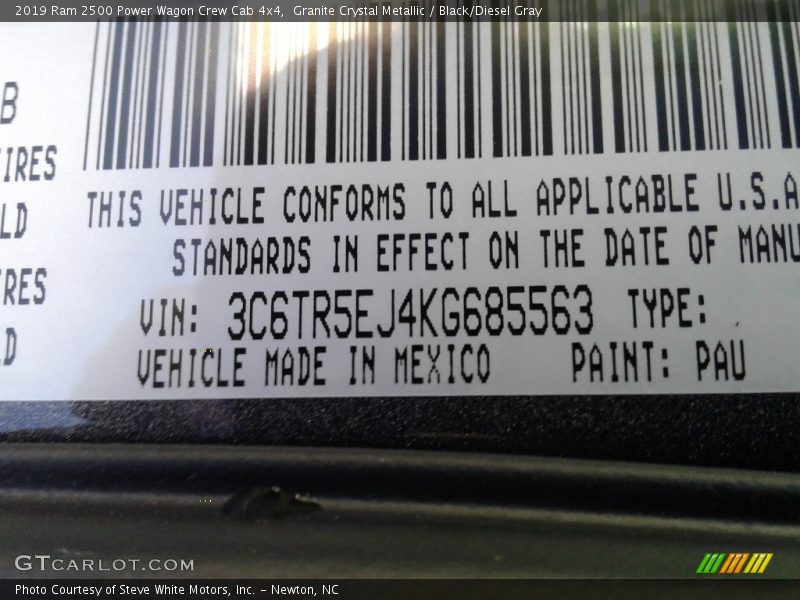 2019 Ram 2500 Power Wagon Crew Cab 4x4,  Granite Crystal Metallic / Black/Diesel Gray
B
IRES
LD
RES
D
THIS VEHICLE CONFORMS TO ALL APPLICABLE U.S.A
STANDARDS IN EFFECT ON THE DATE OF MANU
VIN: 3C6TR5EJ4KG685563 TYPE:
VEHICLE MADE IN MEXICO PAINT: PAU
GTCARLOT.COM
Photo Courtesy of Steve White Motors, Inc. – Newton, NC